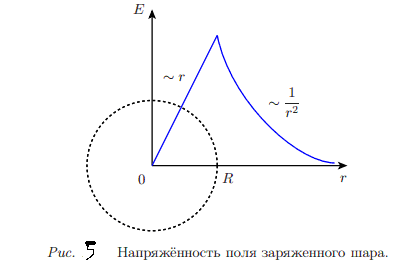 E
~ r
~ 1/r²
0
R
r
Рис. 5 Напряжённость поля заряженного шара.